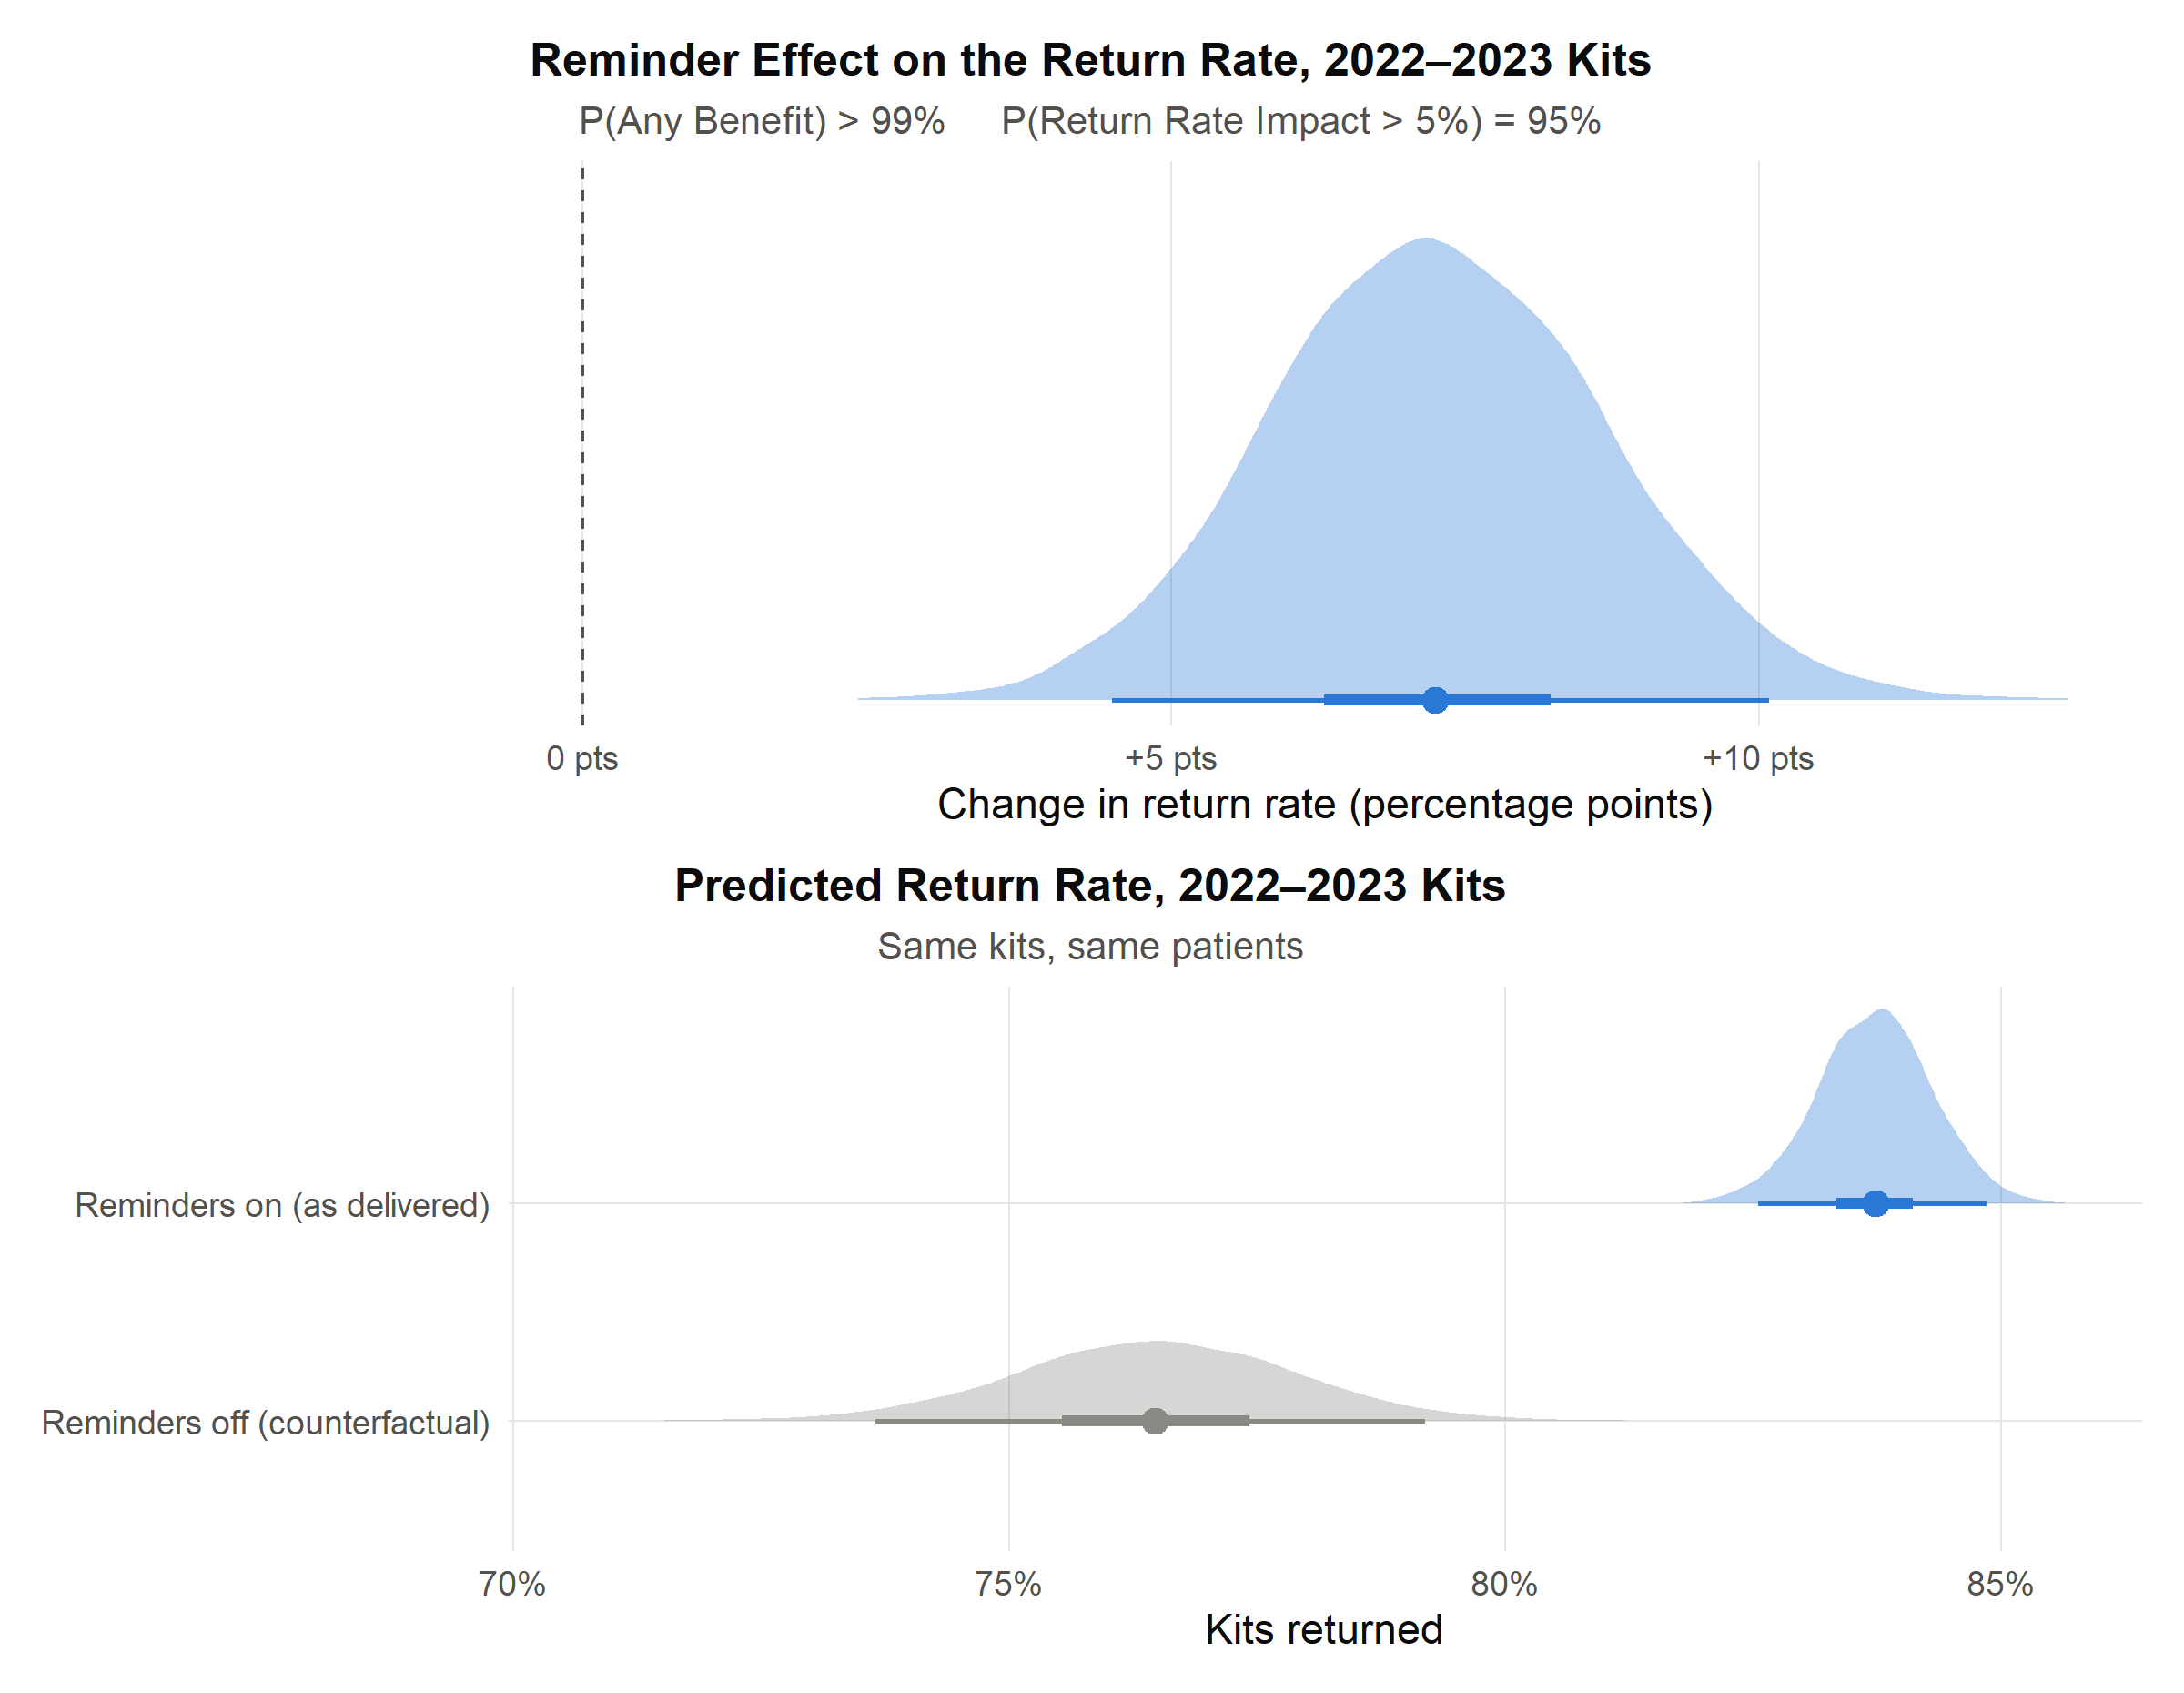 Reminder Effect on the Return Rate, 2022–2023 Kits
P(Any Benefit) > 99%   P(Return Rate Impact > 5%) = 95%
0 pts   +5 pts   +10 pts
Change in return rate (percentage points)
Predicted Return Rate, 2022–2023 Kits
Same kits, same patients
Reminders on (as delivered)
Reminders off (counterfactual)
70%   75%   80%   85%
Kits returned